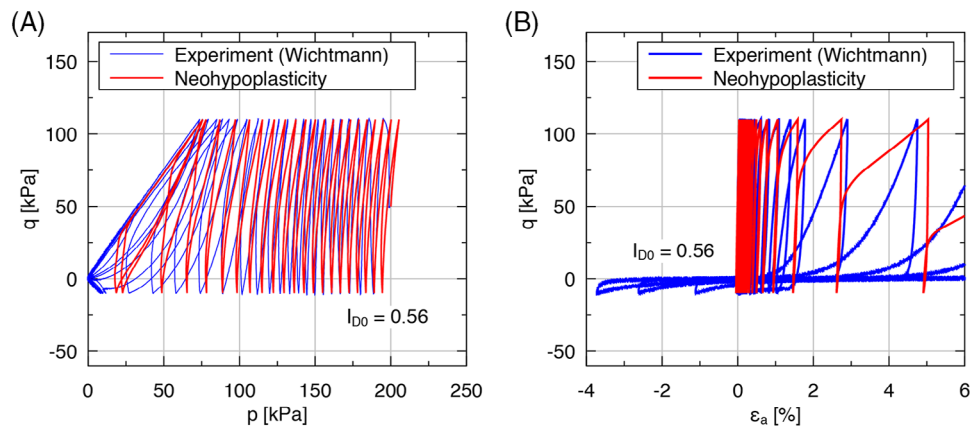 (A)
150
100
50
0
-50
q [kPa]
Experiment (Wichtmann)
Neohypoplasticity
I_D0 = 0.56
0 50 100 150 200 250
p [kPa]
(B)
150
100
50
0
-50
q [kPa]
Experiment (Wichtmann)
Neohypoplasticity
I_D0 = 0.56
-4 -2 0 2 4 6
ε_a [%]